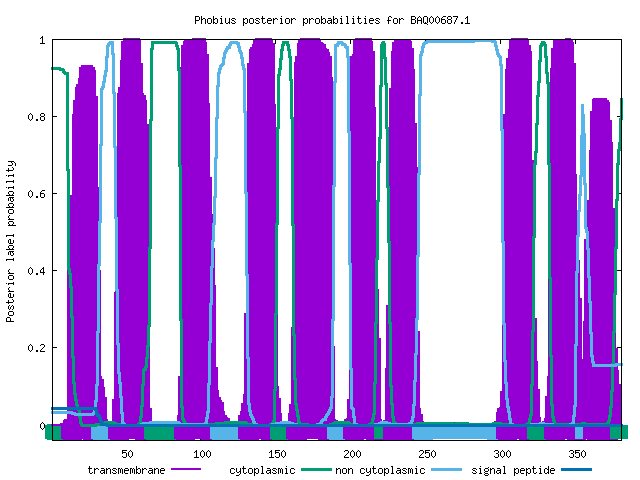 Phobius posterior probabilities for BAQ00687.1
Posterior label probability
1
0.8
0.6
0.4
0.2
0
50 100 150 200 250 300 350
transmembrane cytoplasmic non cytoplasmic signal peptide